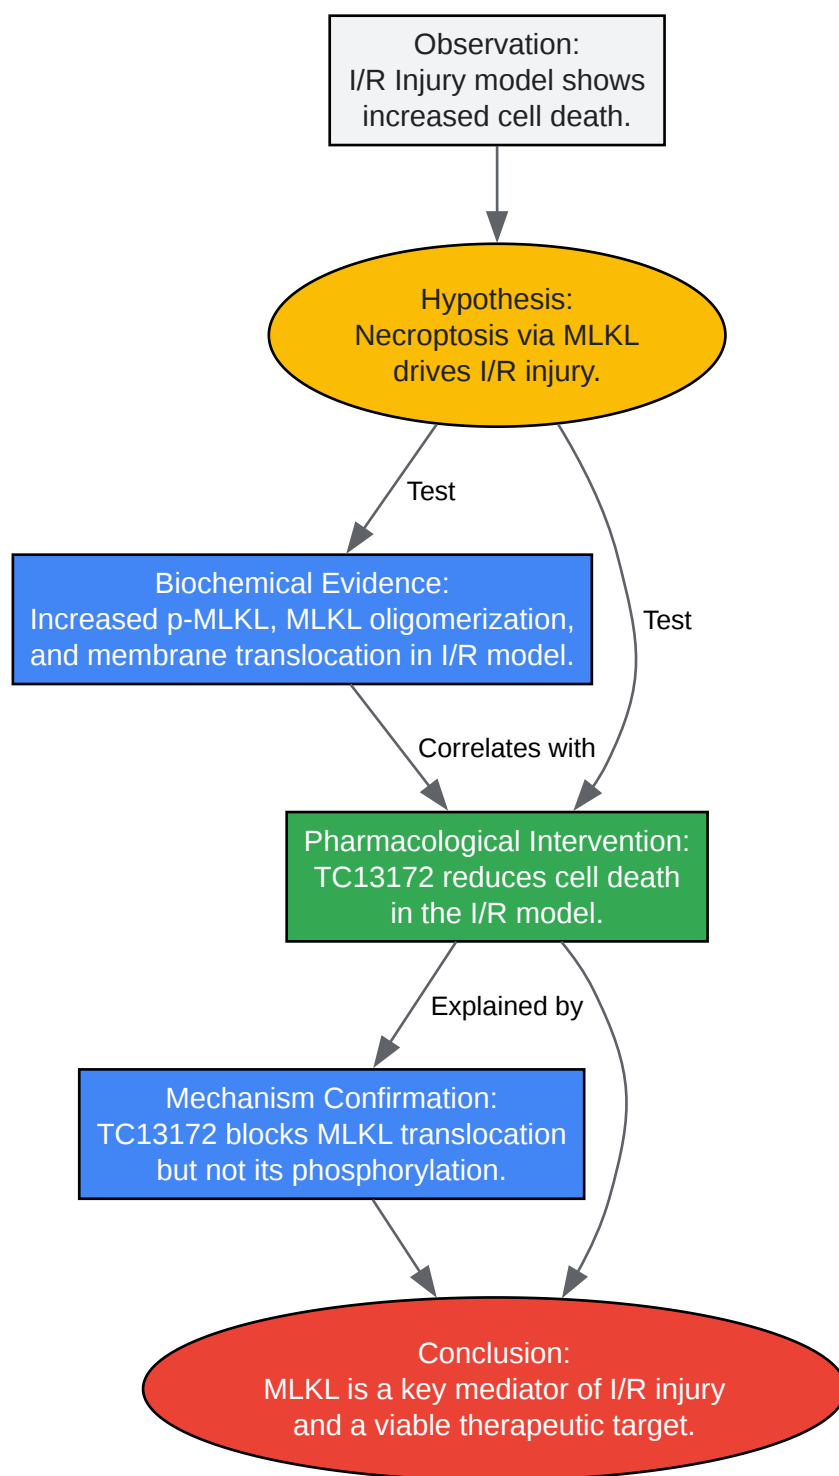 Observation:
I/R Injury model shows
increased cell death.
Hypothesis:
Necroptosis via MLKL
drives I/R injury.
Test
Biochemical Evidence:
Increased p-MLKL, MLKL oligomerization,
and membrane translocation in I/R model.
Test
Correlates with
Pharmacological Intervention:
TC13172 reduces cell death
in the I/R model.
Explained by
Mechanism Confirmation:
TC13172 blocks MLKL translocation
but not its phosphorylation.
Conclusion:
MLKL is a key mediator of I/R injury
and a viable therapeutic target.